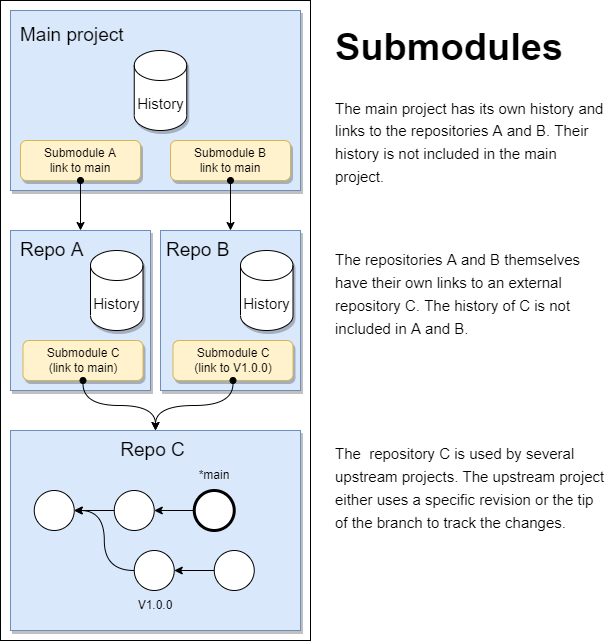 Main project
History
Submodule A
link to main
Submodule B
link to main
Repo A
History
Submodule C
(link to main)
Repo B
History
Submodule C
(link to V1.0.0)
Repo C
*main
V1.0.0
Submodules
The main project has its own history and
links to the repositories A and B. Their
history is not included in the main
project.
The repositories A and B themselves
have their own links to an external
repository C. The history of C is not
included in A and B.
The  repository C is used by several
upstream projects. The upstream project
either uses a specific revision or the tip
of the branch to track the changes.